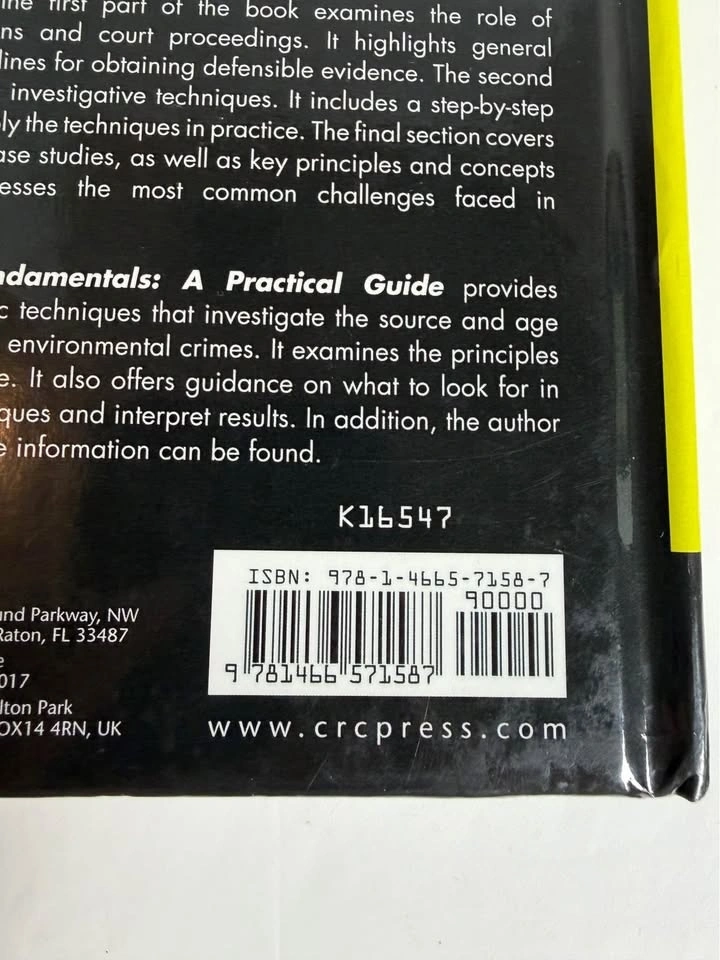 the first part of the book examines the role of
ns and court proceedings. It highlights general
lines for obtaining defensible evidence. The second
investigative techniques. It includes a step-by-step
ly the techniques in practice. The final section covers
ase studies, as well as key principles and concepts
esses the most common challenges faced in
ndamentals: A Practical Guide provides
c techniques that investigate the source and age
environmental crimes. It examines the principles
e. It also offers guidance on what to look for in
ques and interpret results. In addition, the author
e information can be found.
K16547
ISBN: 978-1-4665-7158-7
90000
9 781466 571587
und Parkway, NW
Raton, FL 33487
e
017
lton Park
OX14 4RN, UK
www.crcpress.com